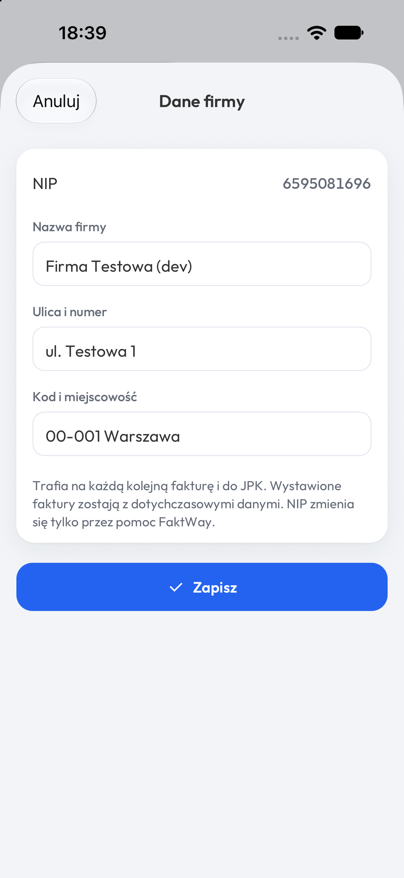 18:39
Anuluj
Dane firmy
NIP 6595081696
Nazwa firmy
Firma Testowa (dev)
Ulica i numer
ul. Testowa 1
Kod i miejscowość
00-001 Warszawa
Trafia na każdą kolejną fakturę i do JPK. Wystawione
faktury zostają z dotychczasowymi danymi. NIP zmienia
się tylko przez pomoc FaktWay.
Zapisz